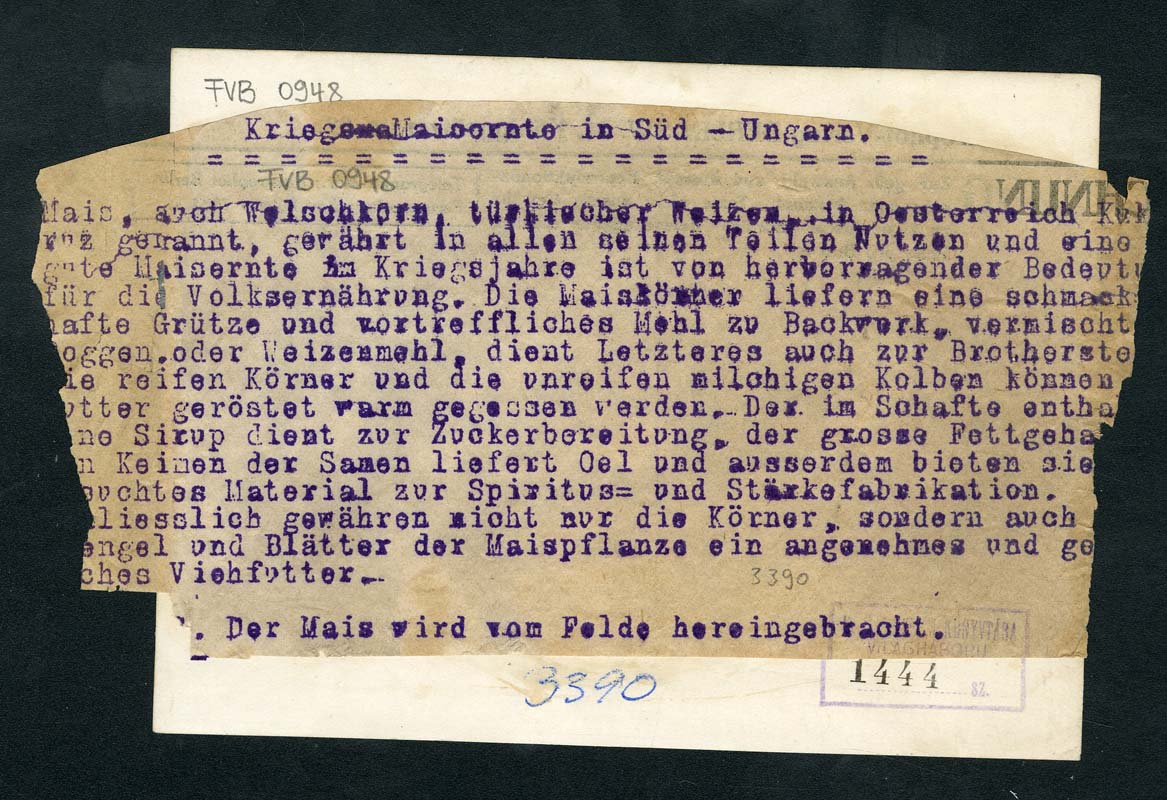 FVB 0948
Kriegs=Maisernte in Süd - Ungarn.
= = = = = = = = = = = = = = = = = = = =
FVB 0948
Mais, auch Welschkorn, türkischer Weizen, in Oesterreich Kuk
ruz genannt, gewährt in allen seinen Teilen Nutzen und eine
gute Maisernte im Kriegsjahre ist von hervorragender Bedeutu
für die Volksernährung. Die Maiskörner liefern eine schmack
hafte Grütze und vortreffliches Mehl zu Backwerk, vermischt
oggen.oder Weizenmehl, dient Letzteres auch zur Brotherste
ie reifen Körner und die unreifen milchigen Kolben können
utter geröstet warm gegessen werden. Der im Schafte entha
ne Sirup dient zur Zuckerbereitung, der grosse Fettgeha
n Keimen der Samen liefert Oel und ausserdem bieten sie
suchtes Material zur Spiritus= und Stärkefabrikation.
liesslich gewähren nicht nur die Körner, sondern auch
engel und Blätter der Maispflanze ein angenehmes und ge
ches Viehfutter.
3390
. Der Mais wird vom Felde hereingebracht.
3390
1444
sz.